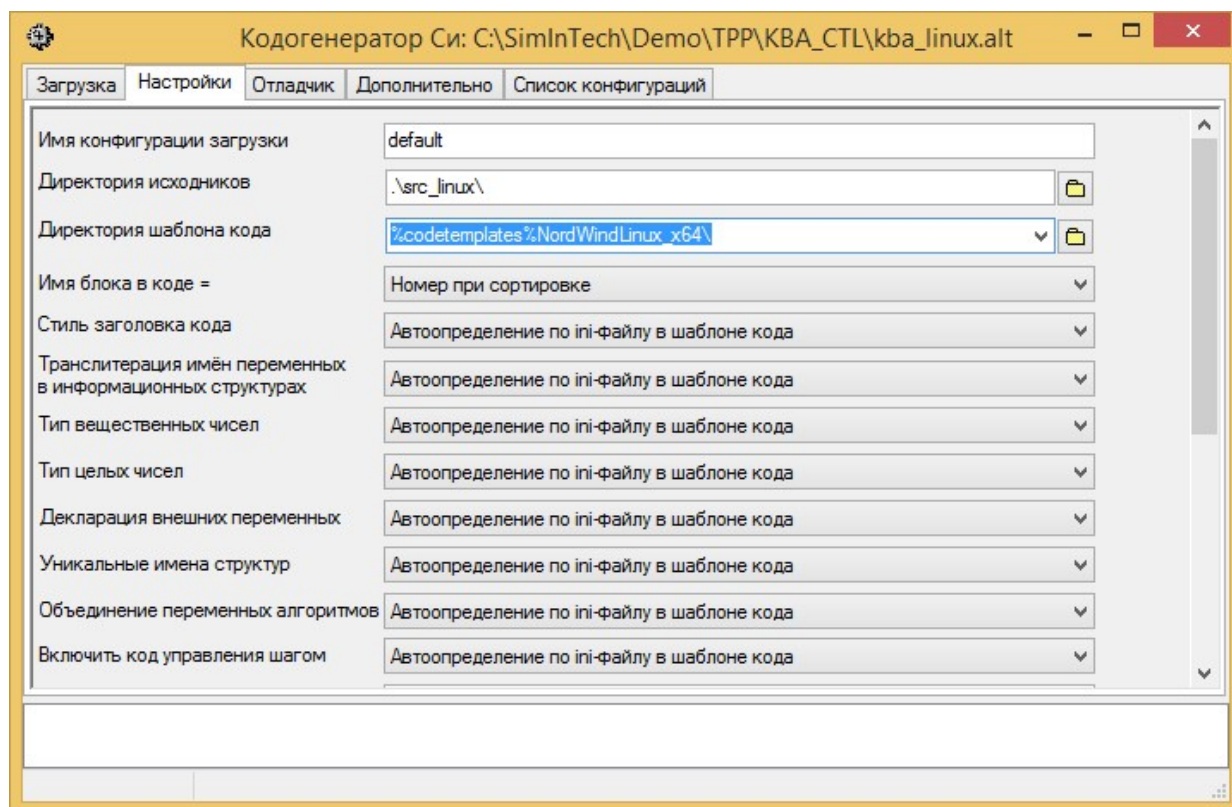 Кодогенератор Си: C:\SimInTech\Demo\TPP\KBA_CTL\kba_linux.alt
Загрузка Настройки Отладчик Дополнительно Список конфигураций
Имя конфигурации загрузки default
Директория исходников .\src_linux\
Директория шаблона кода %codetemplates%NordWindLinux_x64\
Имя блока в коде = Номер при сортировке
Стиль заголовка кода Автоопределение по ini-файлу в шаблоне кода
Транслитерация имён переменных
в информационных структурах Автоопределение по ini-файлу в шаблоне кода
Тип вещественных чисел Автоопределение по ini-файлу в шаблоне кода
Тип целых чисел Автоопределение по ini-файлу в шаблоне кода
Декларация внешних переменных Автоопределение по ini-файлу в шаблоне кода
Уникальные имена структур Автоопределение по ini-файлу в шаблоне кода
Объединение переменных алгоритмов Автоопределение по ini-файлу в шаблоне кода
Включить код управления шагом Автоопределение по ini-файлу в шаблоне кода